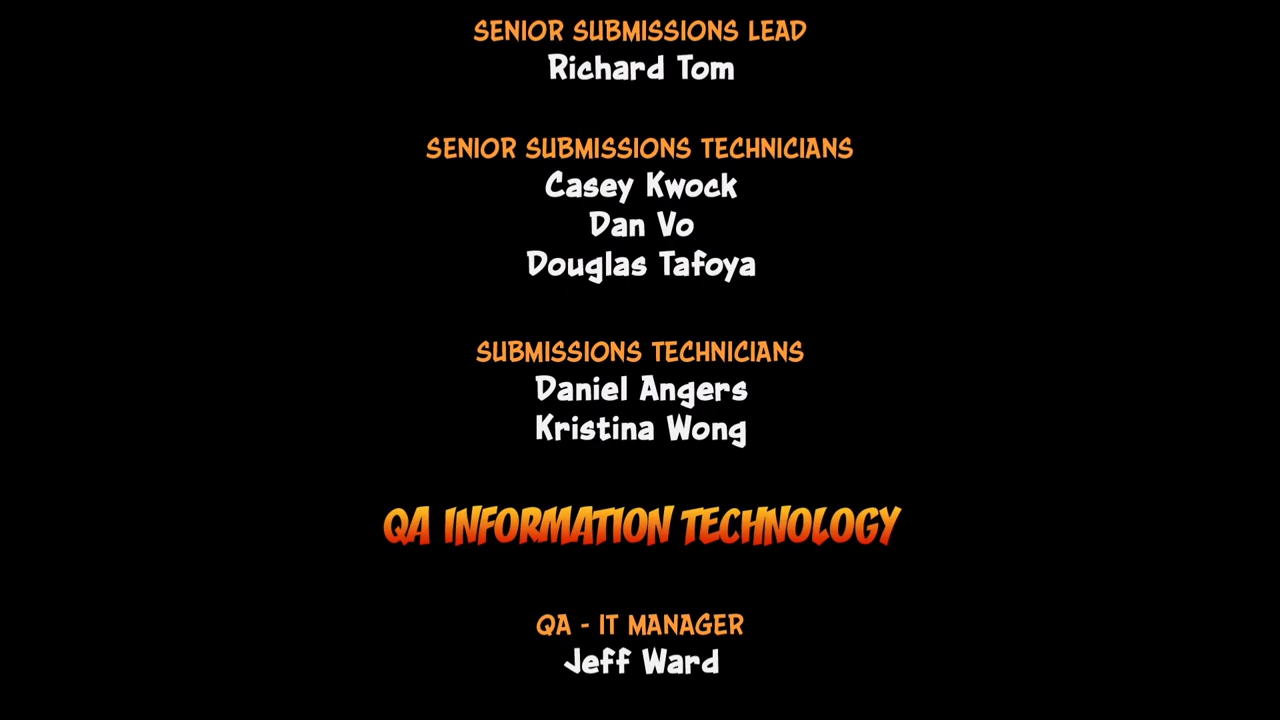 SENIOR SUBMISSIONS LEAD
Richard Tom
SENIOR SUBMISSIONS TECHNICIANS
Casey Kwock
Dan Vo
Douglas Tafoya
SUBMISSIONS TECHNICIANS
Daniel Angers
Kristina Wong
QA INFORMATION TECHNOLOGY
QA - IT MANAGER
Jeff Ward